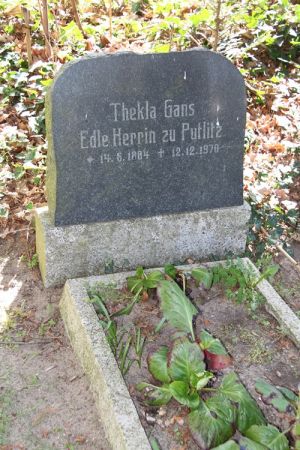 Thekla Gans
Edle Herrin zu Putlitz
* 14.6.1884 † 12.12.1970